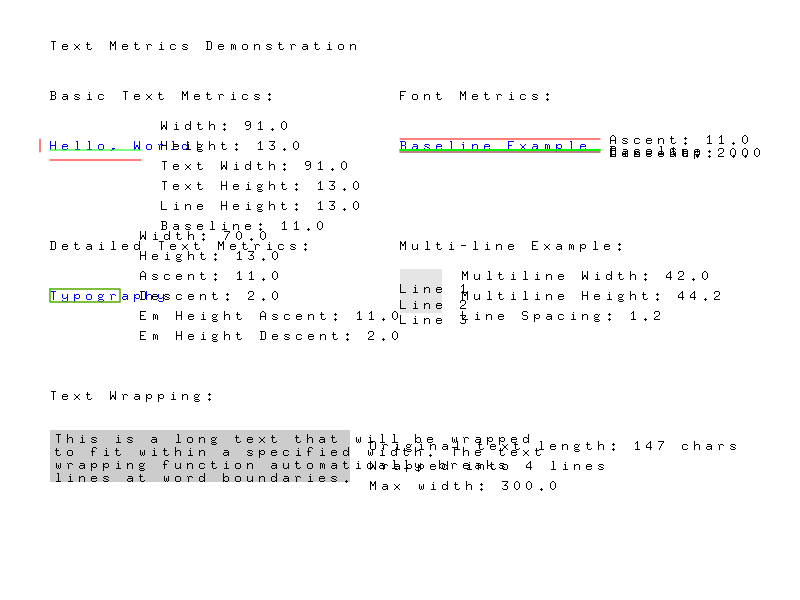 Text Metrics Demonstration
Basic Text Metrics:
Font Metrics:
Width: 91.0
Hello, World!
Height: 13.0
Text Width: 91.0
Text Height: 13.0
Line Height: 13.0
Baseline: 11.0
Baseline Example
Ascent: 11.0
Detailed Text Metrics:
Width: 70.0
Height: 13.0
Ascent: 11.0
Typography
Descent: 2.0
Em Height Ascent: 11.0
Em Height Descent: 2.0
Multi-line Example:
Line 1
Line 2
Line 3
Multiline Width: 42.0
Multiline Height: 44.2
Line Spacing: 1.2
Text Wrapping:
This is a long text that will be wrapped
to fit within a specified width. The text
wrapping function automatically breaks
lines at word boundaries.
Original text length: 147 chars
Wrapped into 4 lines
Max width: 300.0